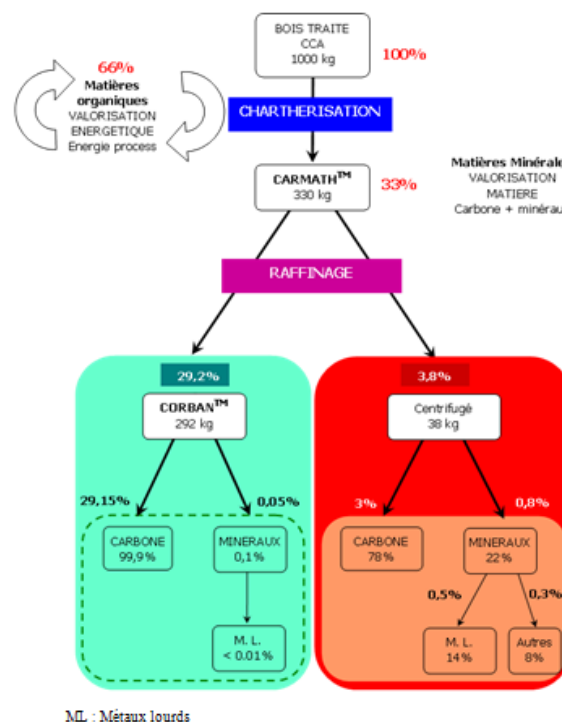 BOIS TRAITE
CCA
1000 kg
100%
66%
Matières
organiques
VALORISATION
ENERGETIQUE
Energie process
CHARTHERISATION
CARMATH™
330 kg
33%
Matières Minérale
VALORISATION
MATIERE
Carbone + minérau
RAFFINAGE
29,2%
CORBAN™
292 kg
29,15%
0,05%
CARBONE
99,9%
MINERAUX
0,1%
M. L.
< 0.01%
3,8%
Centrifugé
38 kg
3%
0,8%
CARBONE
78%
MINERAUX
22%
0,5%
0,3%
M. L.
14%
Autres
8%
ML : Métaux lourds